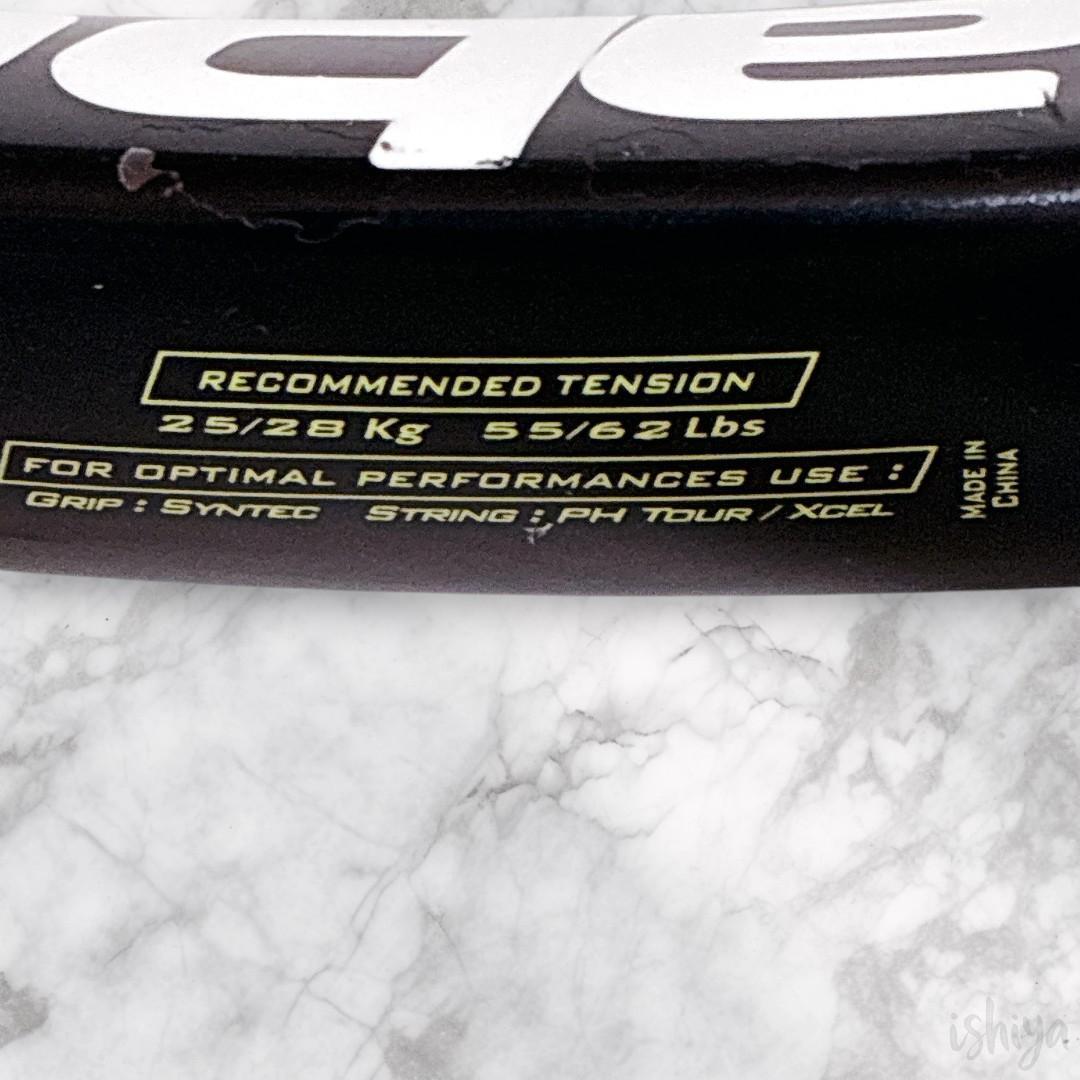 RECOMMENDED TENSION
25/28 Kg 55/62 Lbs
FOR OPTIMAL PERFORMANCES USE :
GRIP : SYNTEC STRING : PH TOUR / XCEL
MADE IN
CHINA
ishiya.